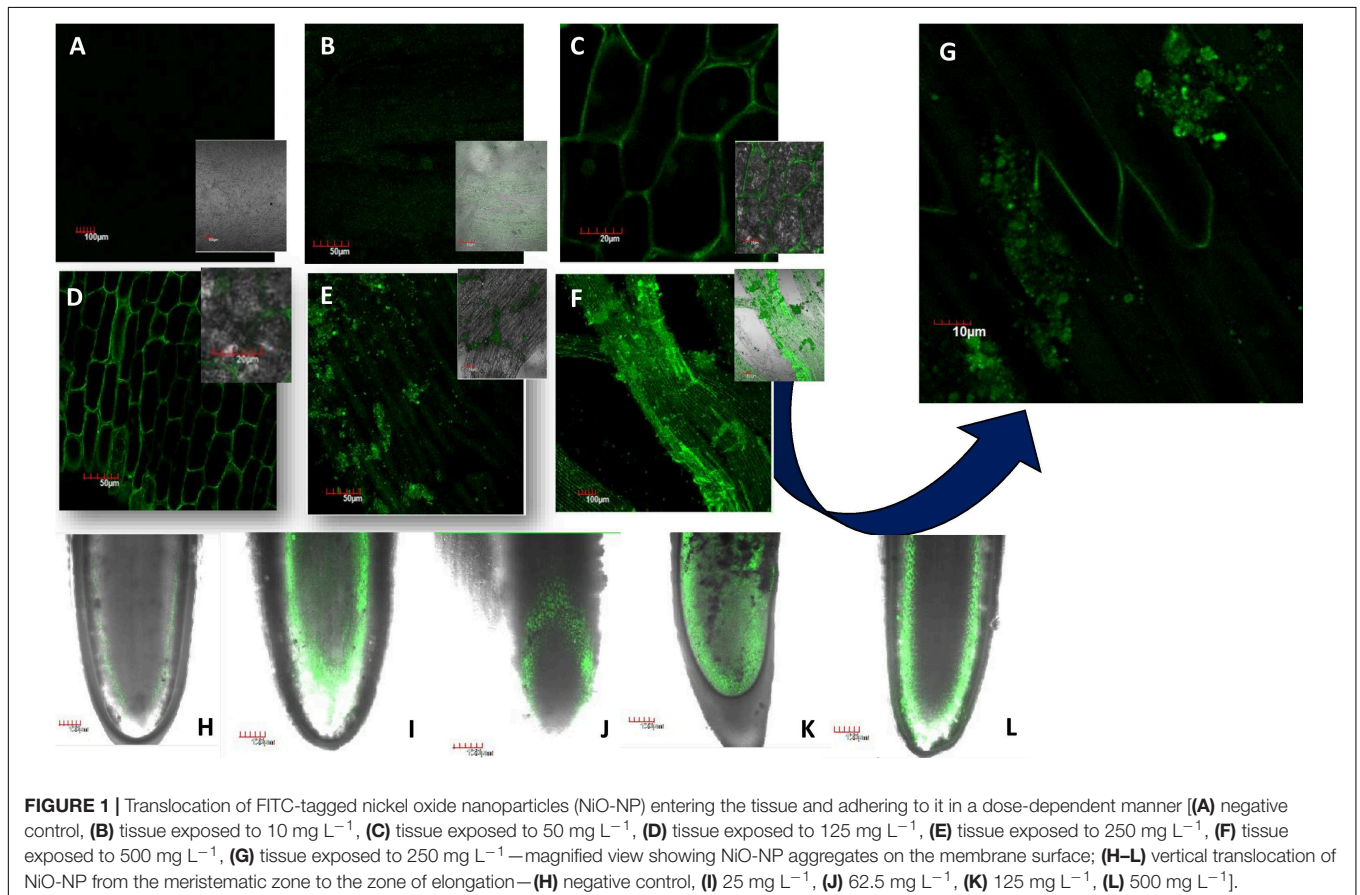 A
B
C
G
100µm
50µm
20µm
D
E
F
20µm
10µm
50µm
50µm
100µm
H
I
J
K
L
FIGURE 1 | Translocation of FITC-tagged nickel oxide nanoparticles (NiO-NP) entering the tissue and adhering to it in a dose-dependent manner [(A) negative
control, (B) tissue exposed to 10 mg L−1, (C) tissue exposed to 50 mg L−1, (D) tissue exposed to 125 mg L−1, (E) tissue exposed to 250 mg L−1, (F) tissue
exposed to 500 mg L−1, (G) tissue exposed to 250 mg L−1—magnified view showing NiO-NP aggregates on the membrane surface; (H–L) vertical translocation of
NiO-NP from the meristematic zone to the zone of elongation—(H) negative control, (I) 25 mg L−1, (J) 62.5 mg L−1, (K) 125 mg L−1, (L) 500 mg L−1].